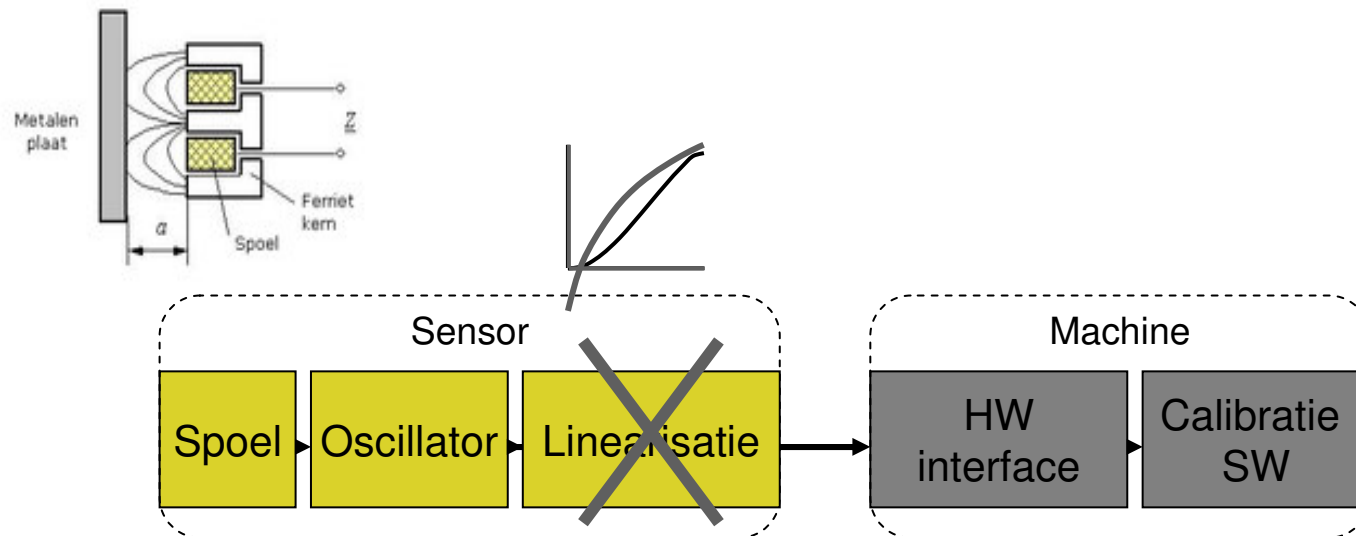 Metalen
plaat
Z
Ferriet
kern
a
Spoel
Sensor
Machine
Spoel
Oscillator
Linearisatie
HW
interface
Calibratie
SW